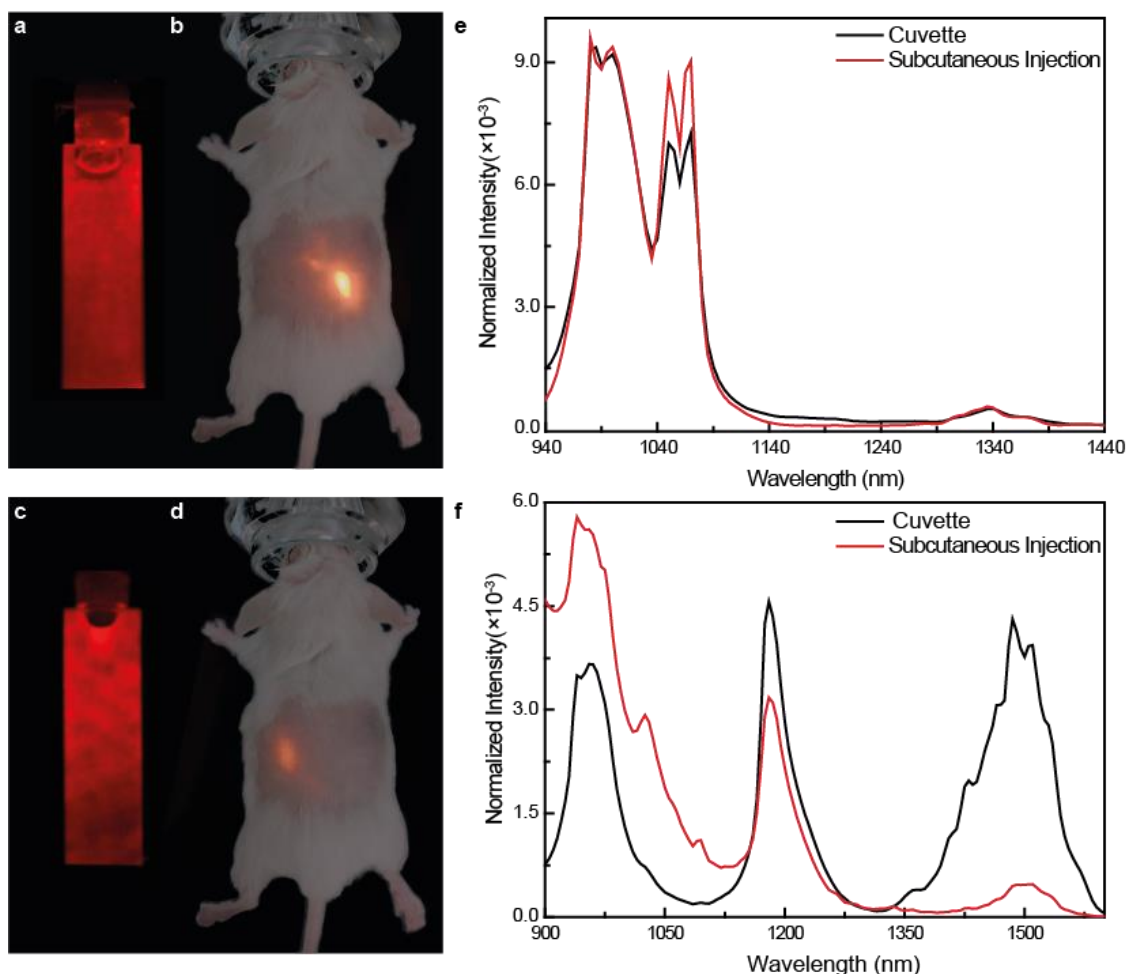 a
b
e
Cuvette
Subcutaneous Injection
Normalized Intensity(×10⁻³)
9.0
6.0
3.0
0.0
940
1040
1140
1240
1340
1440
Wavelength (nm)
c
d
f
Cuvette
Subcutaneous Injection
Normalized Intensity(×10⁻³)
6.0
4.5
3.0
1.5
0.0
900
1050
1200
1350
1500
Wavelength (nm)